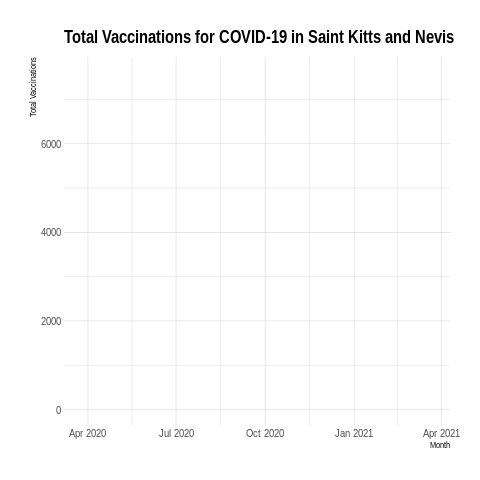 Total Vaccinations for COVID-19 in Saint Kitts and Nevis
Total Vaccinations
6000
4000
2000
0
Apr 2020 Jul 2020 Oct 2020 Jan 2021 Apr 2021
Month